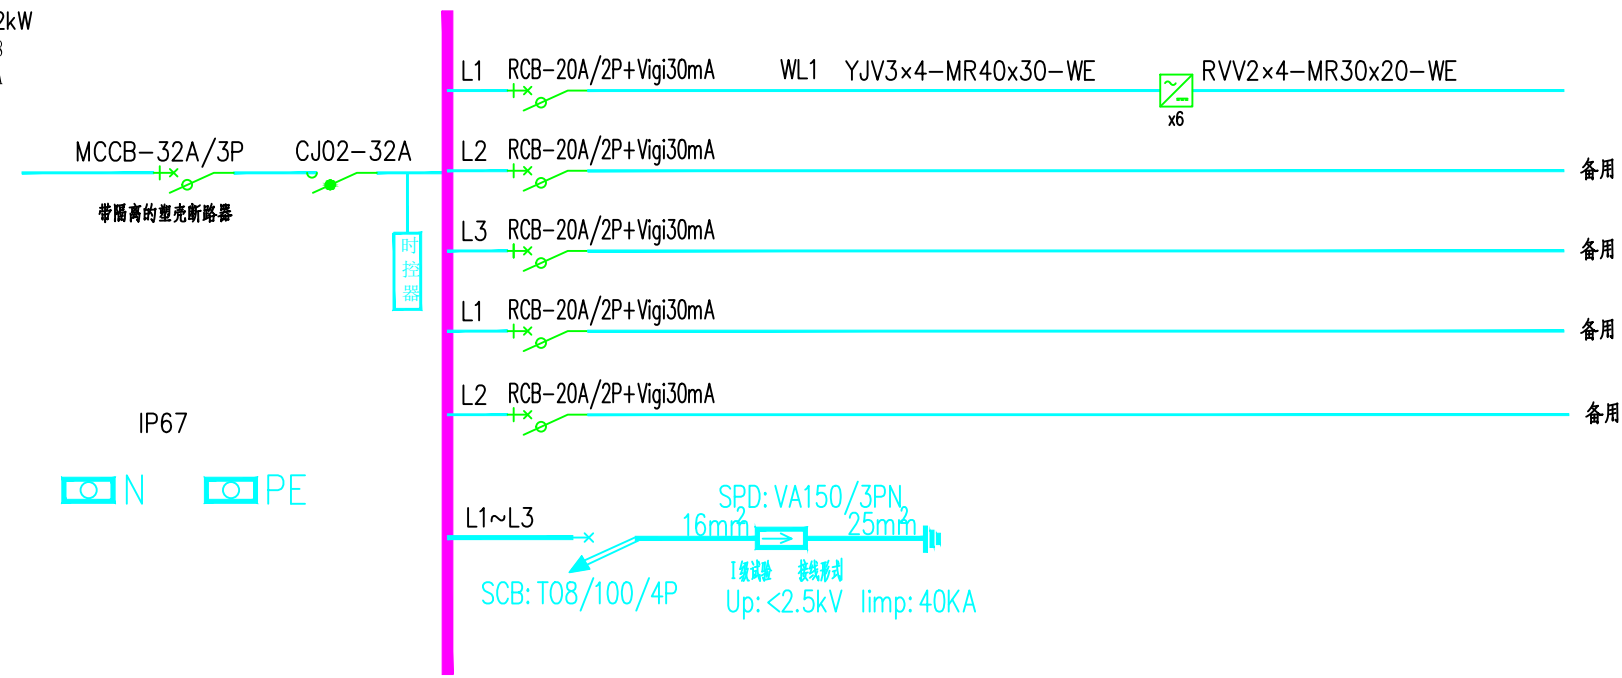 2kW
MCCB-32A/3P
带隔离的塑壳断路器
CJ02-32A
时控器
IP67
N
PE
L1 RCB-20A/2P+Vigi30mA WL1 YJV3×4-MR40x30-WE RVV2×4-MR30x20-WE
x6
L2 RCB-20A/2P+Vigi30mA 备用
L3 RCB-20A/2P+Vigi30mA 备用
L1 RCB-20A/2P+Vigi30mA 备用
L2 RCB-20A/2P+Vigi30mA 备用
L1~L3
SCB: T08/100/4P
SPD: VA150/3PN
16mm² 25mm²
I级试验 接线形式
Up: <2.5kV Iimp: 40KA